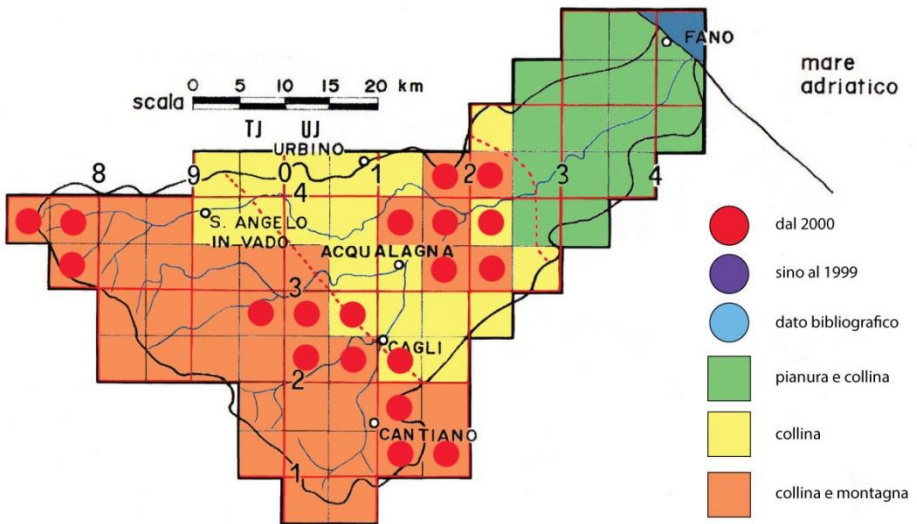 FANO
mare
adriatico
0 5 10 15 20 km
scala
TJ UJ
URBINO
8 9 0 1 2 3 4
4
S. ANGELO
IN VADO
ACQUALAGNA
3
CAGLI
2
CANTIANO
1
dal 2000
sino al 1999
dato bibliografico
pianura e collina
collina
collina e montagna